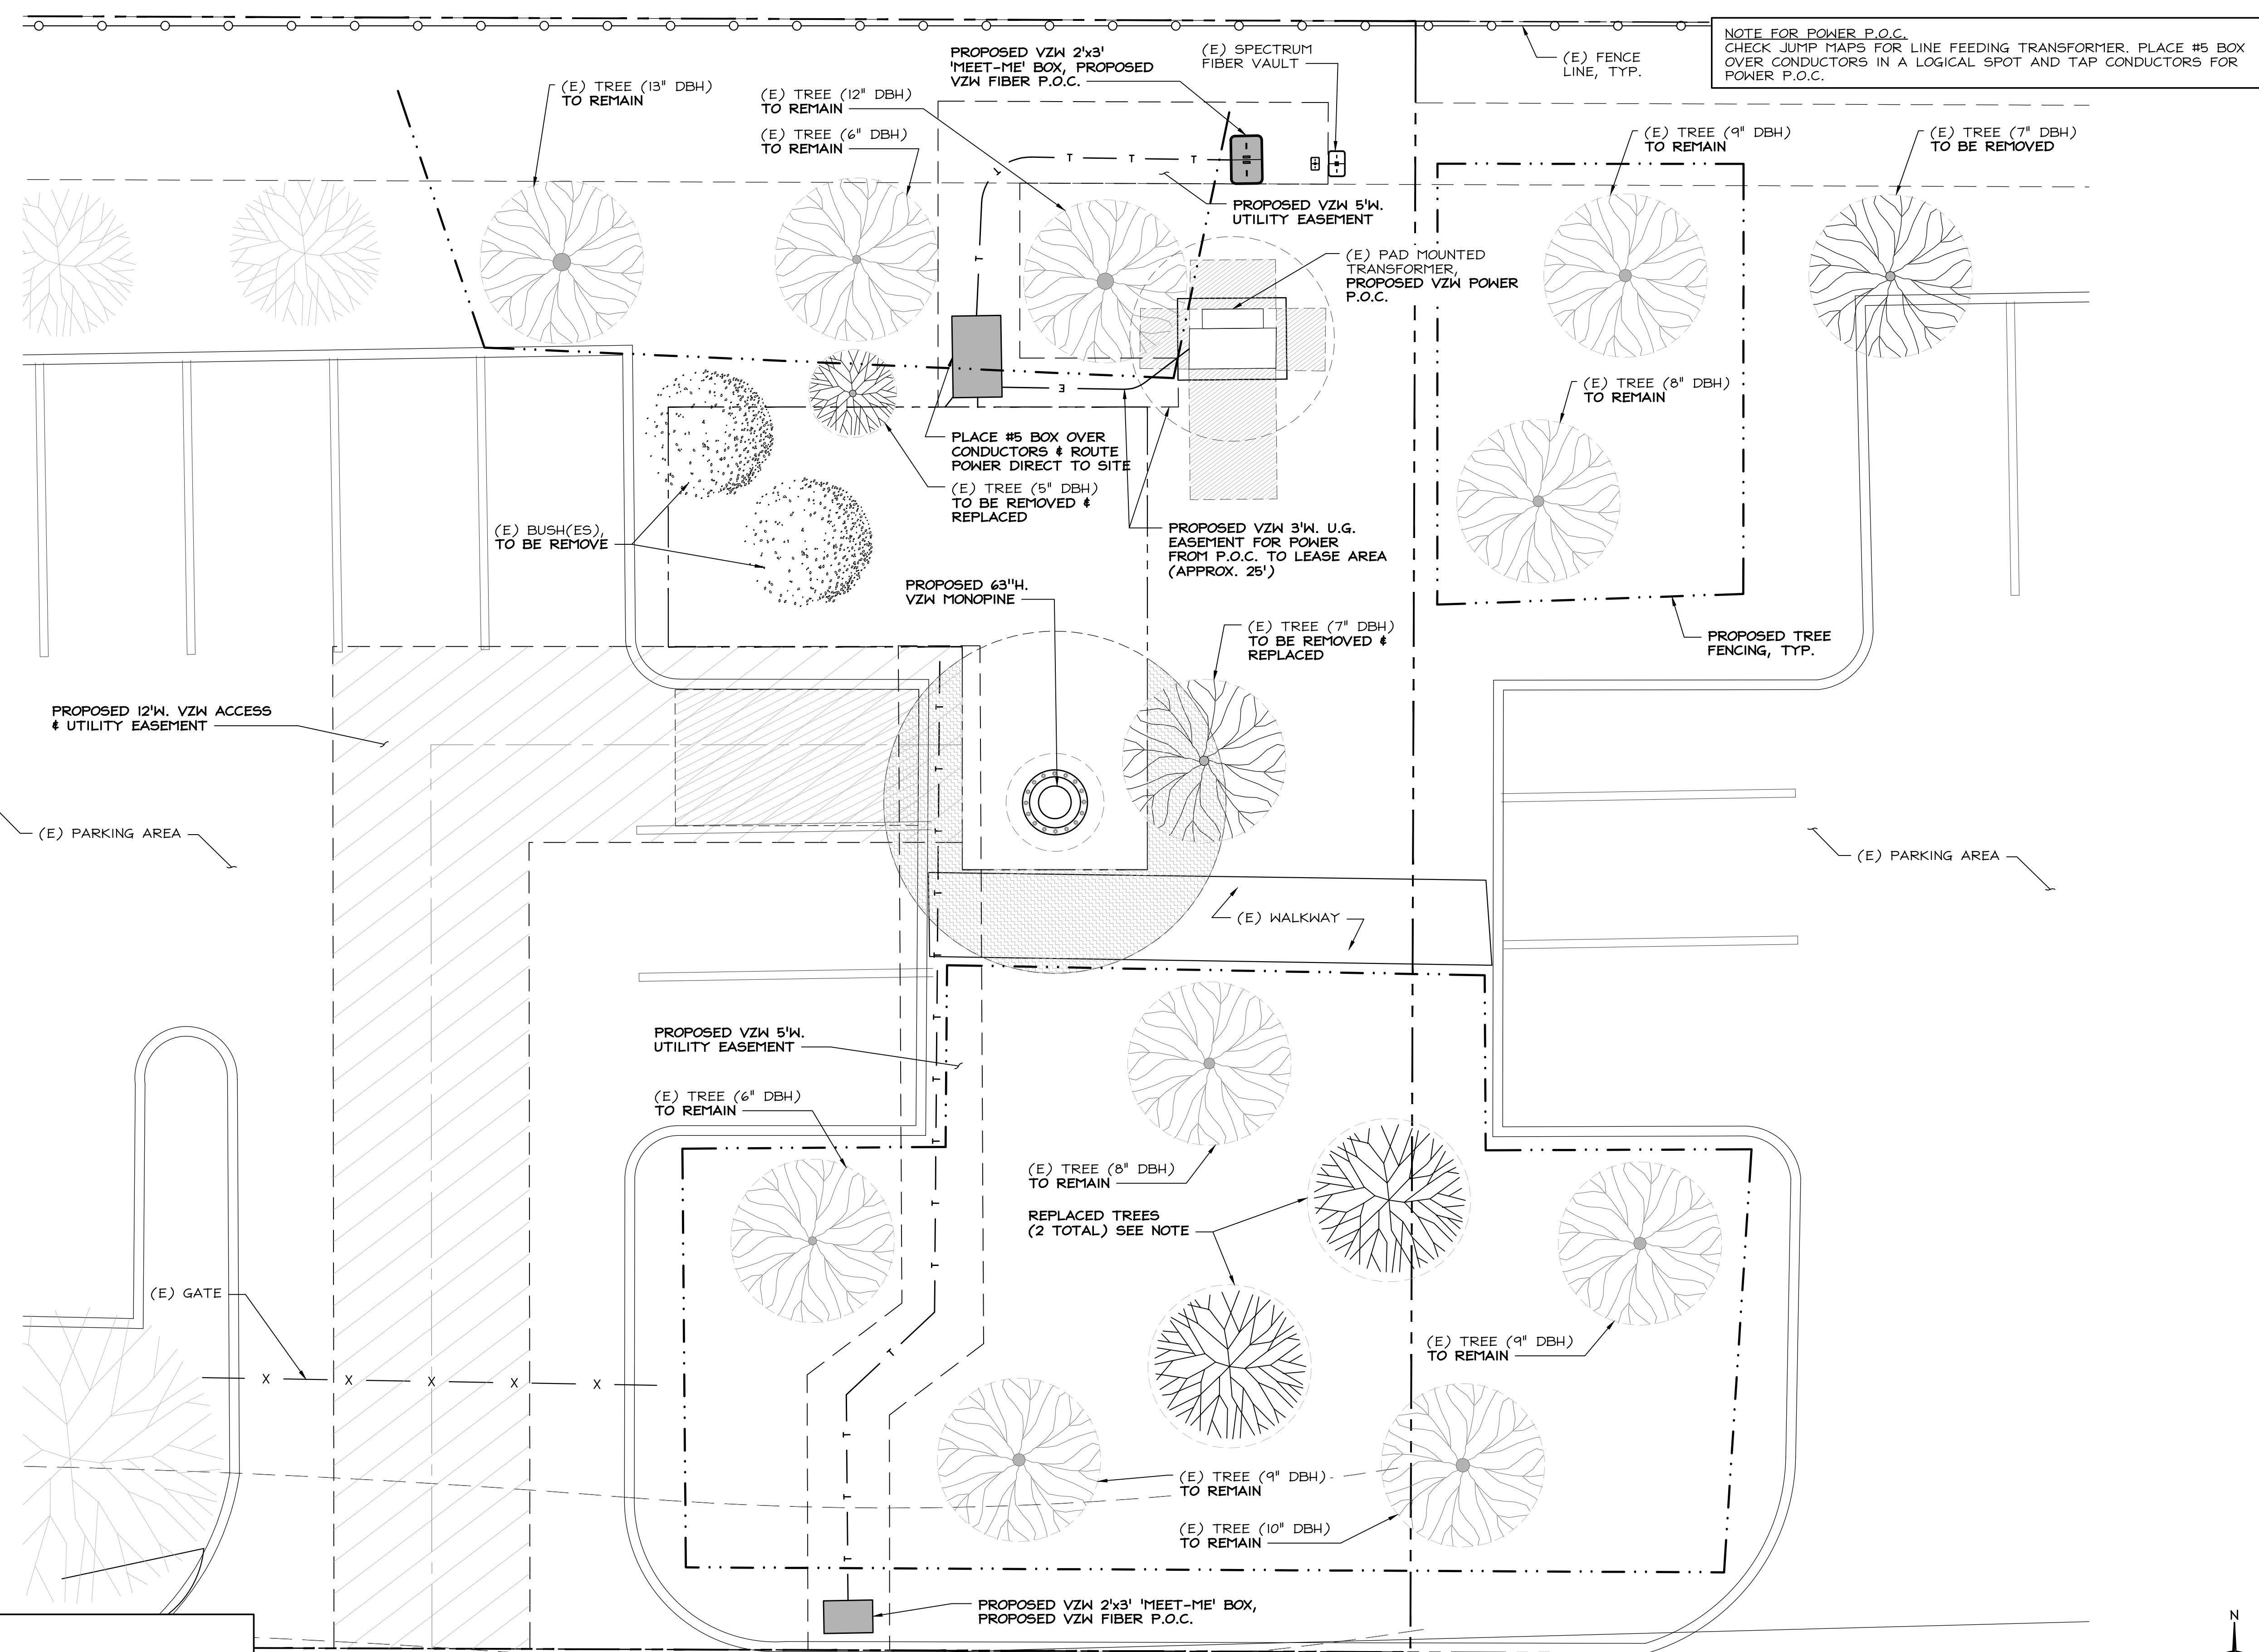 NOTE FOR POWER P.O.C.
CHECK JUMP MAPS FOR LINE FEEDING TRANSFORMER. PLACE #5 BOX
OVER CONDUCTORS IN A LOGICAL SPOT AND TAP CONDUCTORS FOR
POWER P.O.C.
PROPOSED VZW 2'x3'
'MEET-ME' BOX, PROPOSED
VZW FIBER P.O.C.
(E) SPECTRUM
FIBER VAULT
(E) FENCE
LINE, TYP.
(E) TREE (13" DBH)
TO REMAIN
(E) TREE (12" DBH)
TO REMAIN
(E) TREE (6" DBH)
TO REMAIN
(E) TREE (9" DBH)
TO REMAIN
(E) TREE (7" DBH)
TO BE REMOVED
T T T
T
T
PROPOSED VZW 5'W.
UTILITY EASEMENT
(E) PAD MOUNTED
TRANSFORMER,
PROPOSED VZW POWER
P.O.C.
E
(E) TREE (8" DBH)
TO REMAIN
PLACE #5 BOX OVER
CONDUCTORS & ROUTE
POWER DIRECT TO SITE
(E) TREE (5" DBH)
TO BE REMOVED &
REPLACED
(E) BUSH(ES),
TO BE REMOVE
PROPOSED VZW 3'W. U.G.
EASEMENT FOR POWER
FROM P.O.C. TO LEASE AREA
(APPROX. 25')
PROPOSED 63"H.
VZW MONOPINE
(E) TREE (7" DBH)
TO BE REMOVED &
REPLACED
PROPOSED TREE
FENCING, TYP.
PROPOSED 12'W. VZW ACCESS
& UTILITY EASEMENT
T
T
T
T
T
(E) PARKING AREA
(E) PARKING AREA
(E) WALKWAY
PROPOSED VZW 5'W.
UTILITY EASEMENT
T
T
T
T
T
(E) TREE (6" DBH)
TO REMAIN
(E) TREE (8" DBH)
TO REMAIN
REPLACED TREES
(2 TOTAL) SEE NOTE
(E) GATE
X X X X X
T
T
T
T
(E) TREE (9" DBH)
TO REMAIN
(E) TREE (9" DBH)
TO REMAIN
(E) TREE (10" DBH)
TO REMAIN
PROPOSED VZW 2'x3' 'MEET-ME' BOX,
PROPOSED VZW FIBER P.O.C.
N